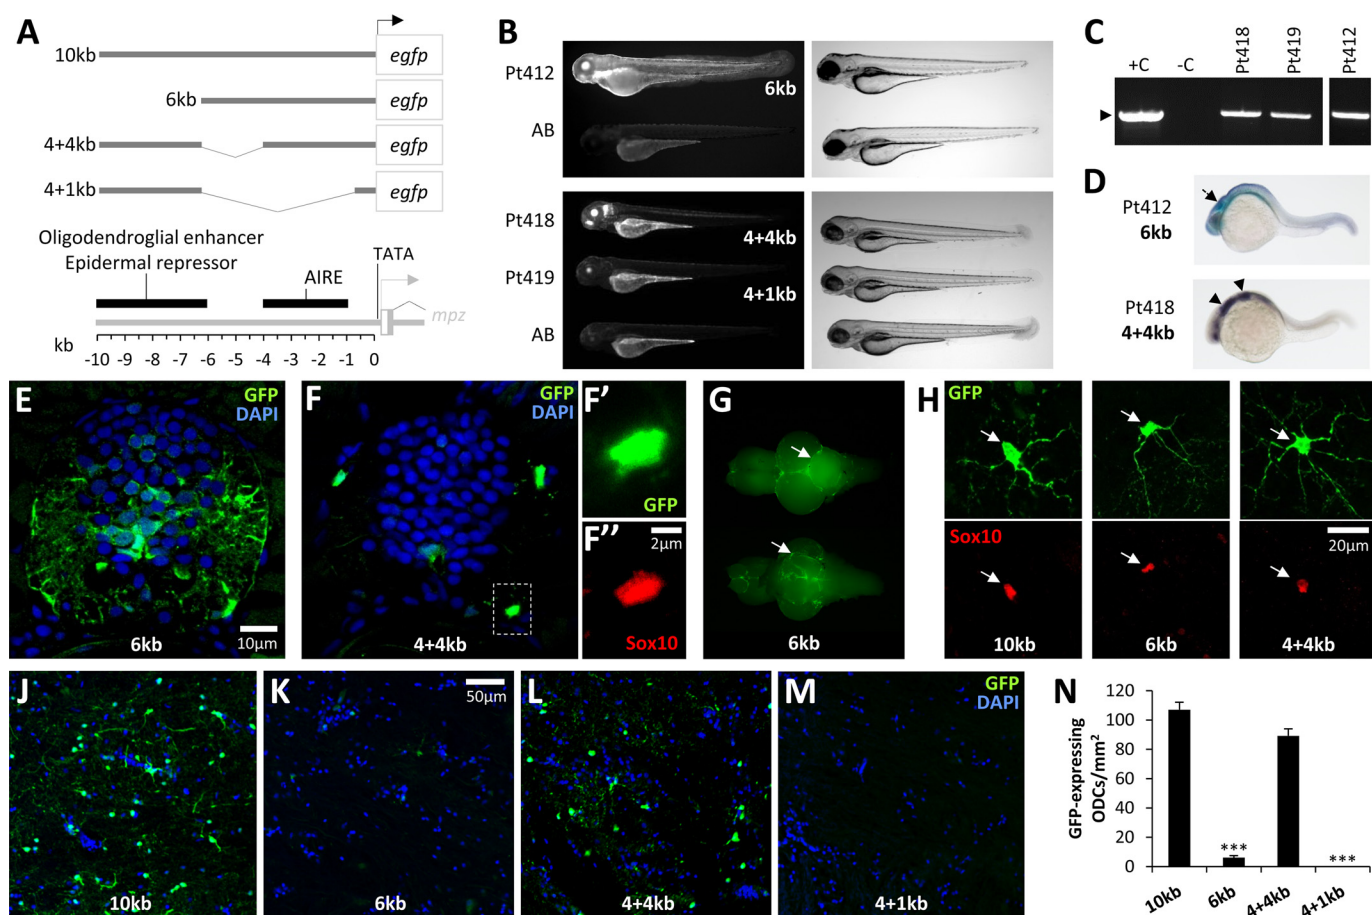 A
10kb
egfp
6kb
egfp
4+4kb
egfp
4+1kb
egfp
Oligodendroglial enhancer
Epidermal repressor
AIRE
TATA
mpz
kb
-10 -9 -8 -7 -6 -5 -4 -3 -2 -1 0
B
Pt412
6kb
AB
Pt418
4+4kb
Pt419
4+1kb
AB
C
+C
-C
Pt418
Pt419
Pt412
D
Pt412
6kb
Pt418
4+4kb
E
GFP
DAPI
6kb
10µm
F
GFP
DAPI
4+4kb
F'
GFP
F''
2µm
Sox10
G
6kb
H
GFP
Sox10
20µm
10kb
6kb
4+4kb
J
10kb
K
50µm
6kb
L
4+4kb
M
GFP
DAPI
4+1kb
N
GFP-expressing
ODCs/mm²
120
100
80
60
40
20
0
***
***
10kb
6kb
4+4kb
4+1kb